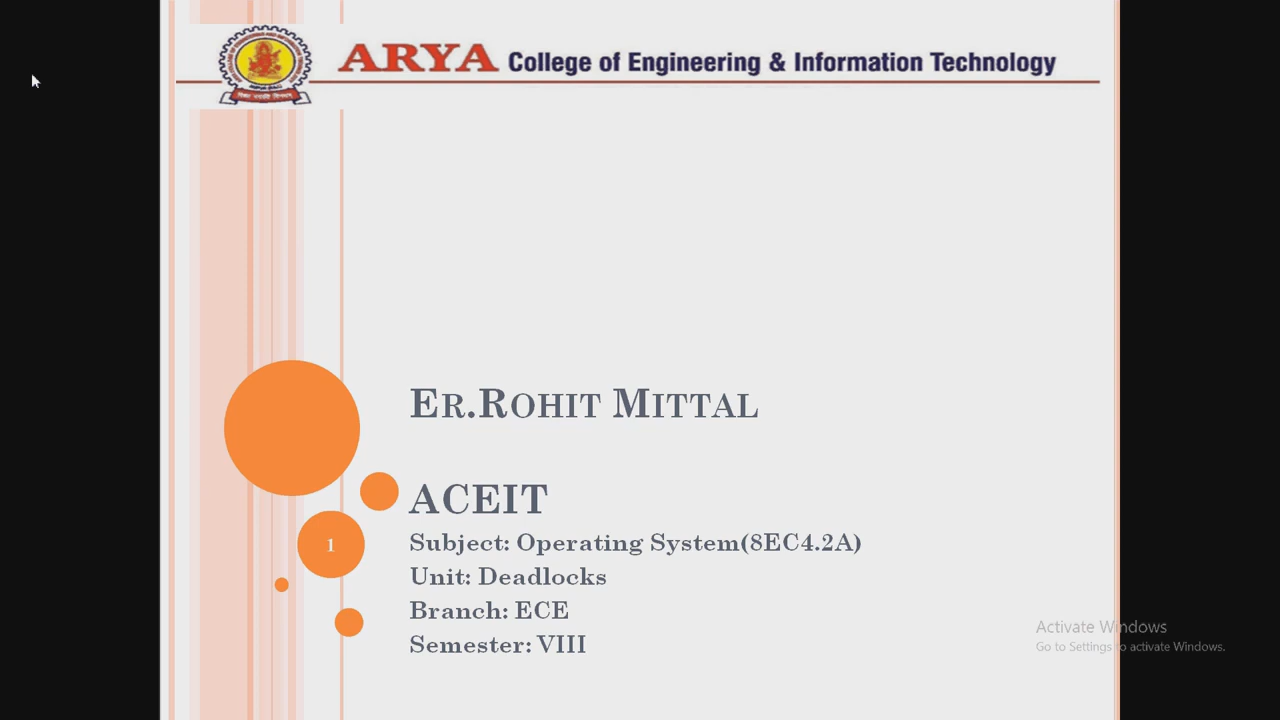 ARYA College of Engineering & Information Technology
Er.Rohit Mittal
ACEIT
1
Subject: Operating System(8EC4.2A)
Unit: Deadlocks
Branch: ECE
Semester: VIII
Activate Windows
Go to Settings to activate Windows.